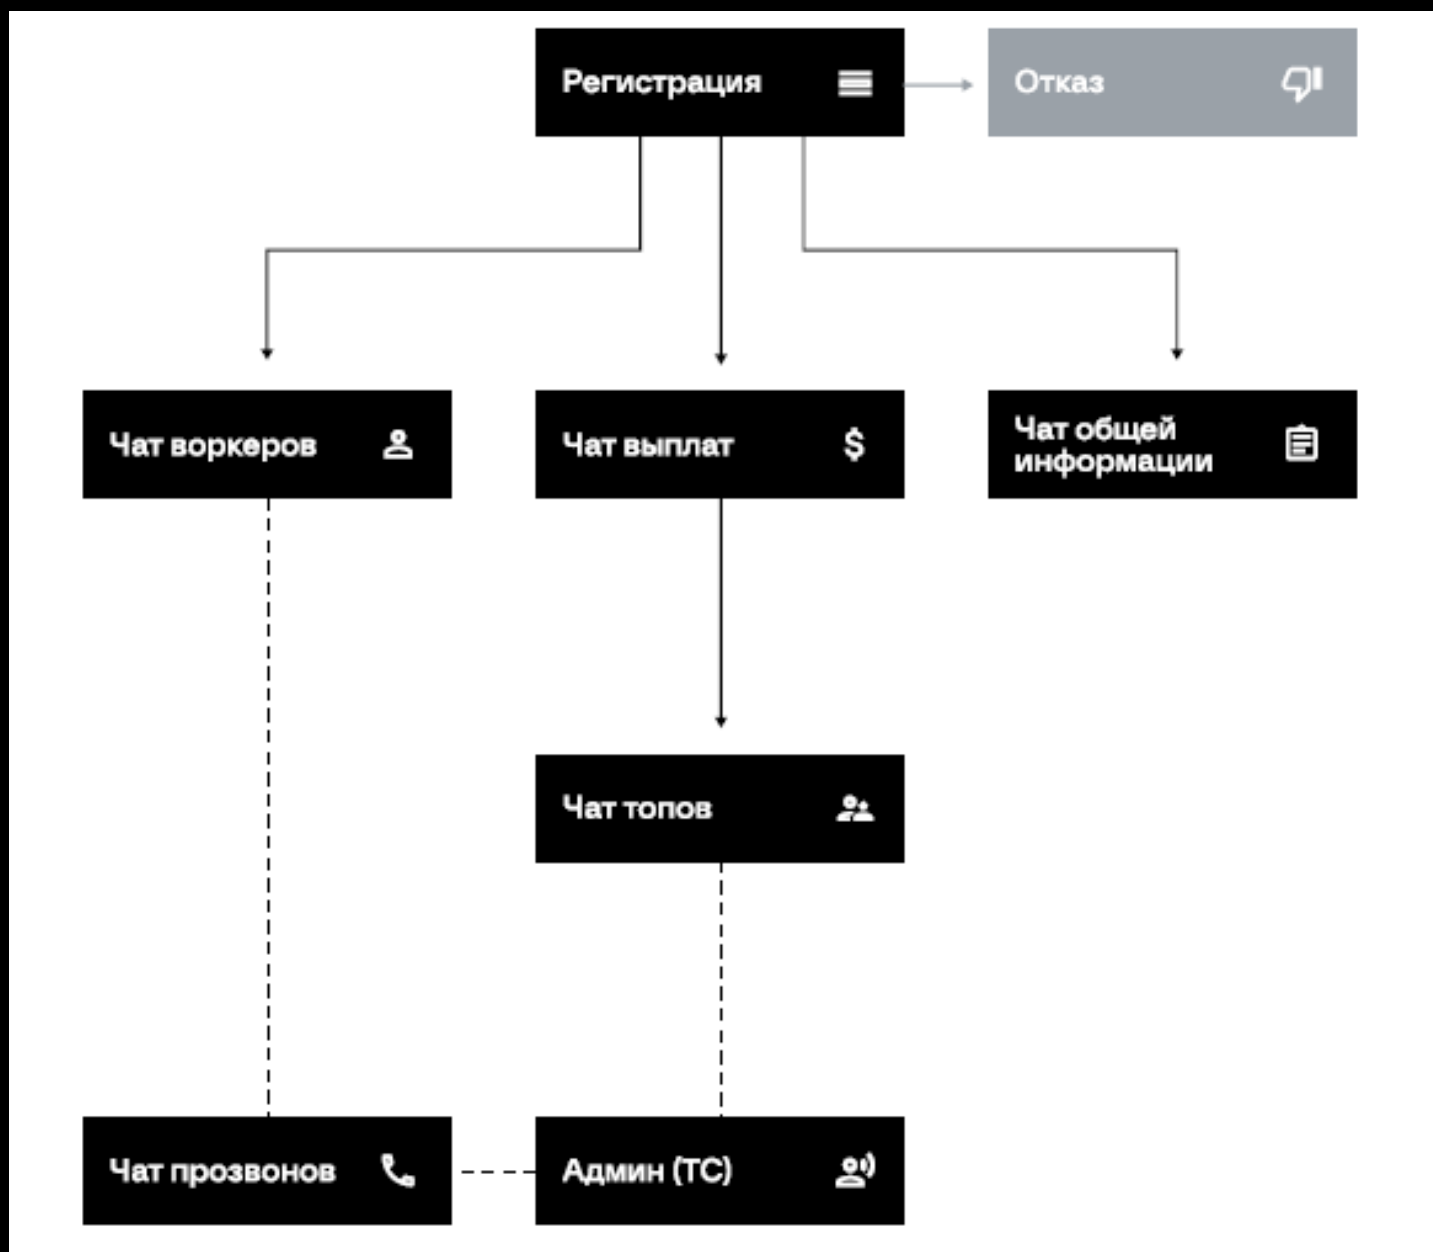 Регистрация
Отказ
Чат воркеров
Чат выплат
$
Чат общей
информации
Чат топов
Чат прозвонов
Админ (ТС)